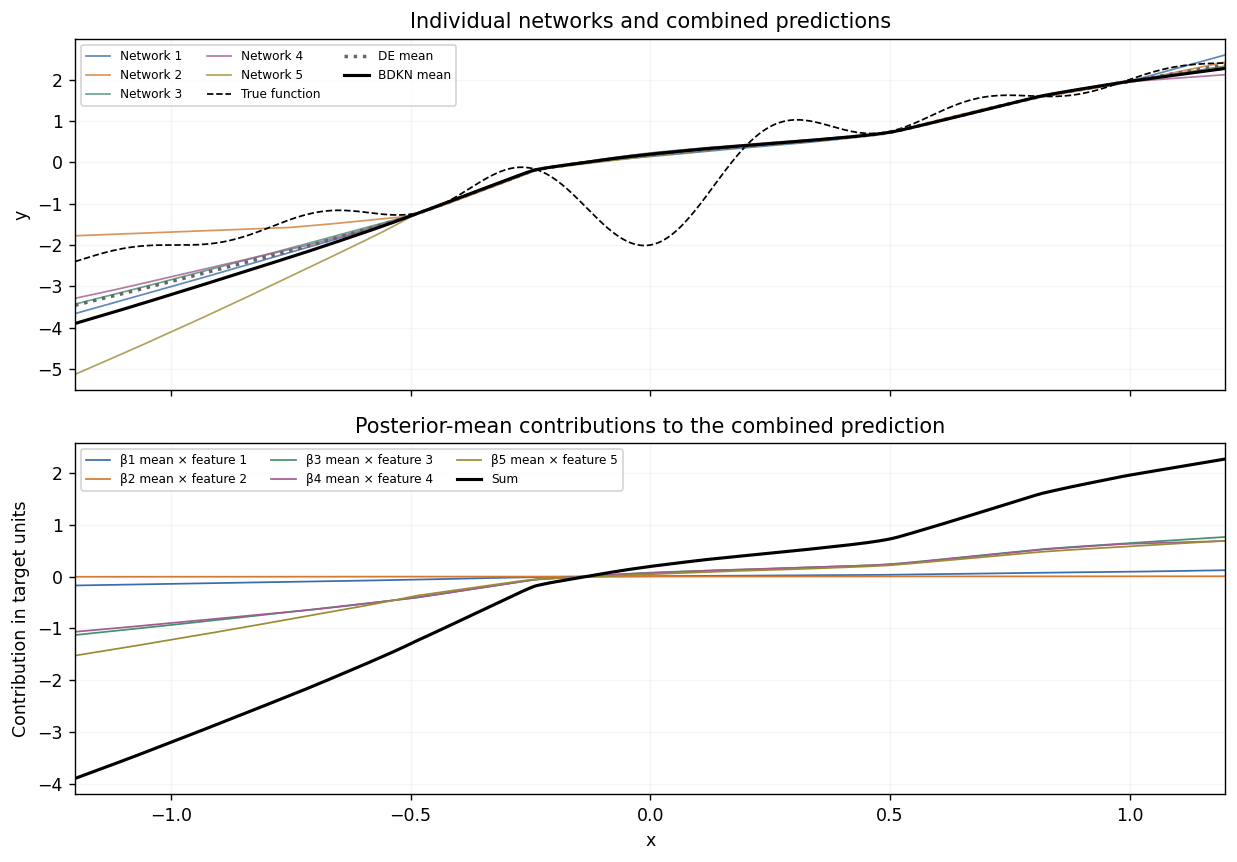 Individual networks and combined predictions
Network 1 Network 4 DE mean
Network 2 Network 5 BDKN mean
Network 3 True function
2
1
0
−1
−2
−3
−4
−5
y
Posterior-mean contributions to the combined prediction
β1 mean × feature 1 β3 mean × feature 3 β5 mean × feature 5
β2 mean × feature 2 β4 mean × feature 4 Sum
2
1
0
−1
−2
−3
−4
Contribution in target units
−1.0 −0.5 0.0 0.5 1.0
x